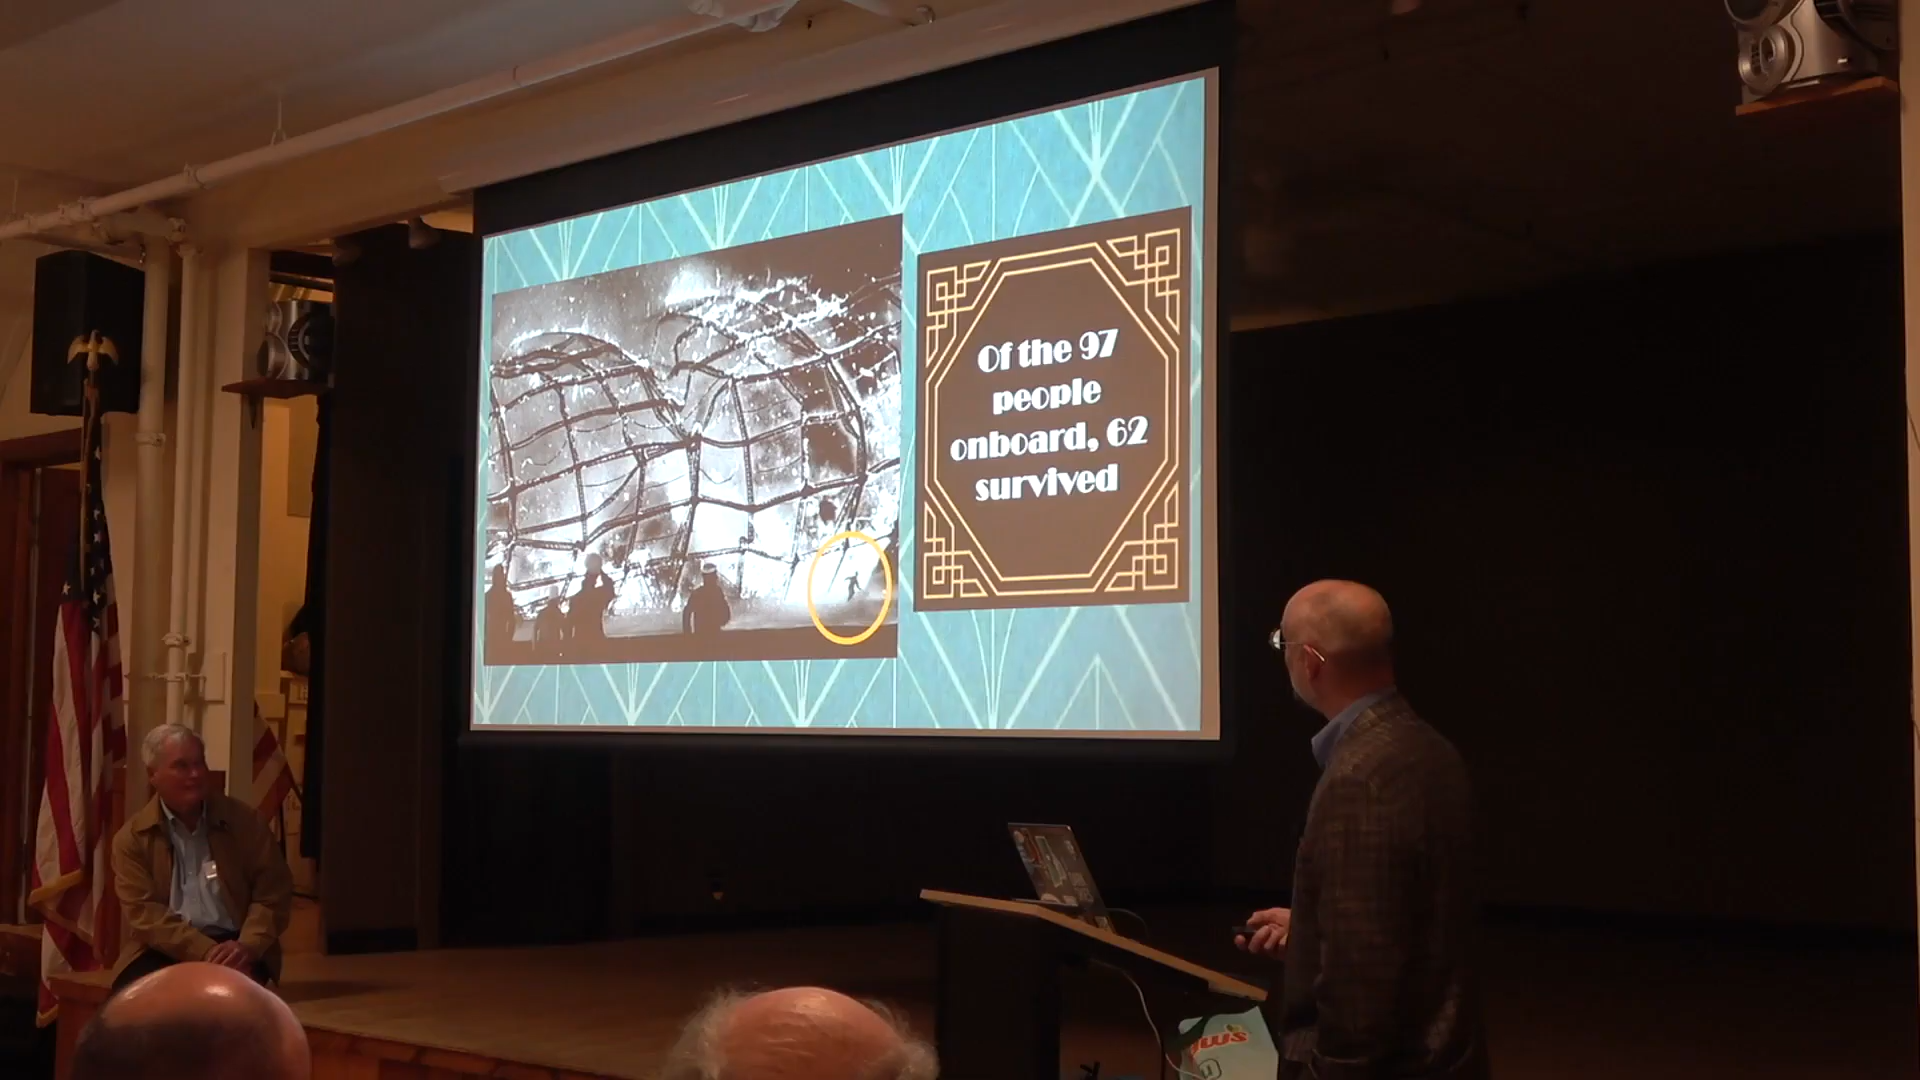 Of the 97
people
onboard, 62
survived